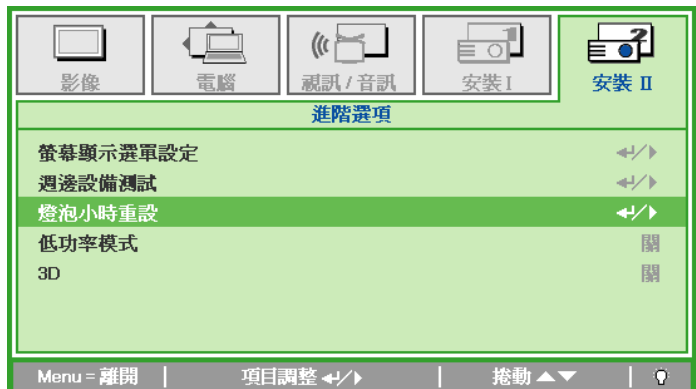 影像 電腦 視訊 / 音訊 安裝 I 安裝 II
進階選項
螢幕顯示選單設定
週邊設備測試
燈泡小時重設
低功率模式 關
3D 關
Menu = 離開 項目調整 捲動